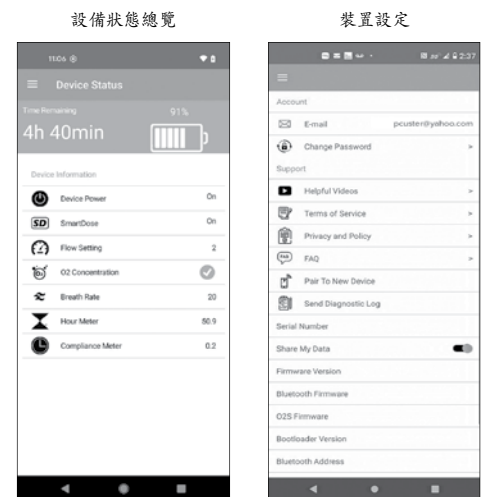 設備狀態總覽
11:06
Device Status
Time Remaining
91%
4h 40min
Device Information
Device Power On
SD SmartDose On
Flow Setting 2
O2 O2 Concentration
Breath Rate 20
Hour Meter 50.9
Compliance Meter 0.2
裝置設定
2:37
Account
E-mail pcuster@yahoo.com
Change Password >
Support
Helpful Videos >
Terms of Service >
Privacy and Policy >
FAQ FAQ >
Pair To New Device
Send Diagnostic Log
Serial Number
Share My Data
Firmware Version
Bluetooth Firmware
O2S Firmware
Bootloader Version
Bluetooth Address